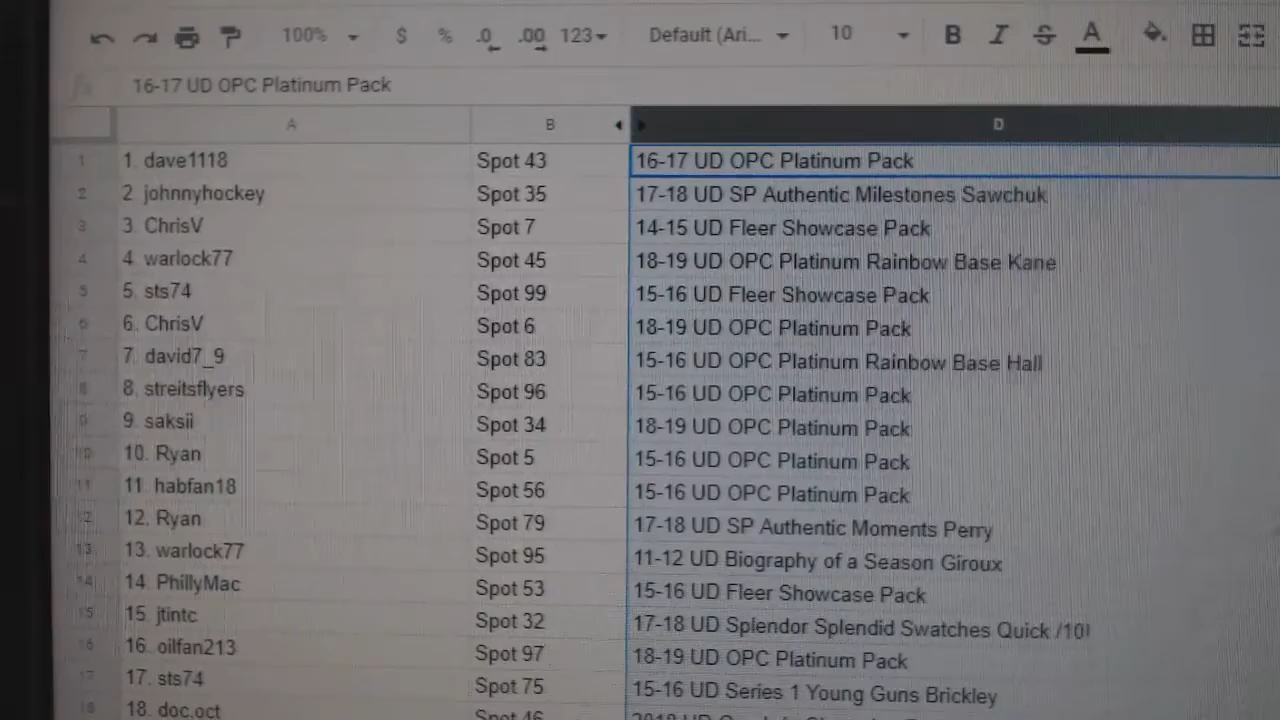 100% $ % .0 .00 123 Default (Ari... 10 B I S A
fx 16-17 UD OPC Platinum Pack
A B D
1 1. dave1118 Spot 43 16-17 UD OPC Platinum Pack
2 2 johnnyhockey Spot 35 17-18 UD SP Authentic Milestones Sawchuk
3 3. ChrisV Spot 7 14-15 UD Fleer Showcase Pack
4 4. warlock77 Spot 45 18-19 UD OPC Platinum Rainbow Base Kane
5 5. sts74 Spot 99 15-16 UD Fleer Showcase Pack
6 6. ChrisV Spot 6 18-19 UD OPC Platinum Pack
7 7. david7_9 Spot 83 15-16 UD OPC Platinum Rainbow Base Hall
8 8. streitsflyers Spot 96 15-16 UD OPC Platinum Pack
9 9. saksii Spot 34 18-19 UD OPC Platinum Pack
10 10. Ryan Spot 5 15-16 UD OPC Platinum Pack
11 11. habfan18 Spot 56 15-16 UD OPC Platinum Pack
12 12. Ryan Spot 79 17-18 UD SP Authentic Moments Perry
13 13. warlock77 Spot 95 11-12 UD Biography of a Season Giroux
14 14. PhillyMac Spot 53 15-16 UD Fleer Showcase Pack
15 15. jtintc Spot 32 17-18 UD Splendor Splendid Swatches Quick
16 16. oilfan213 Spot 97 18-19 UD OPC Platinum Pack
17 17. sts74 Spot 75 15-16 UD Series 1 Young Guns Brickley
18 18. doc.oct Spot 46